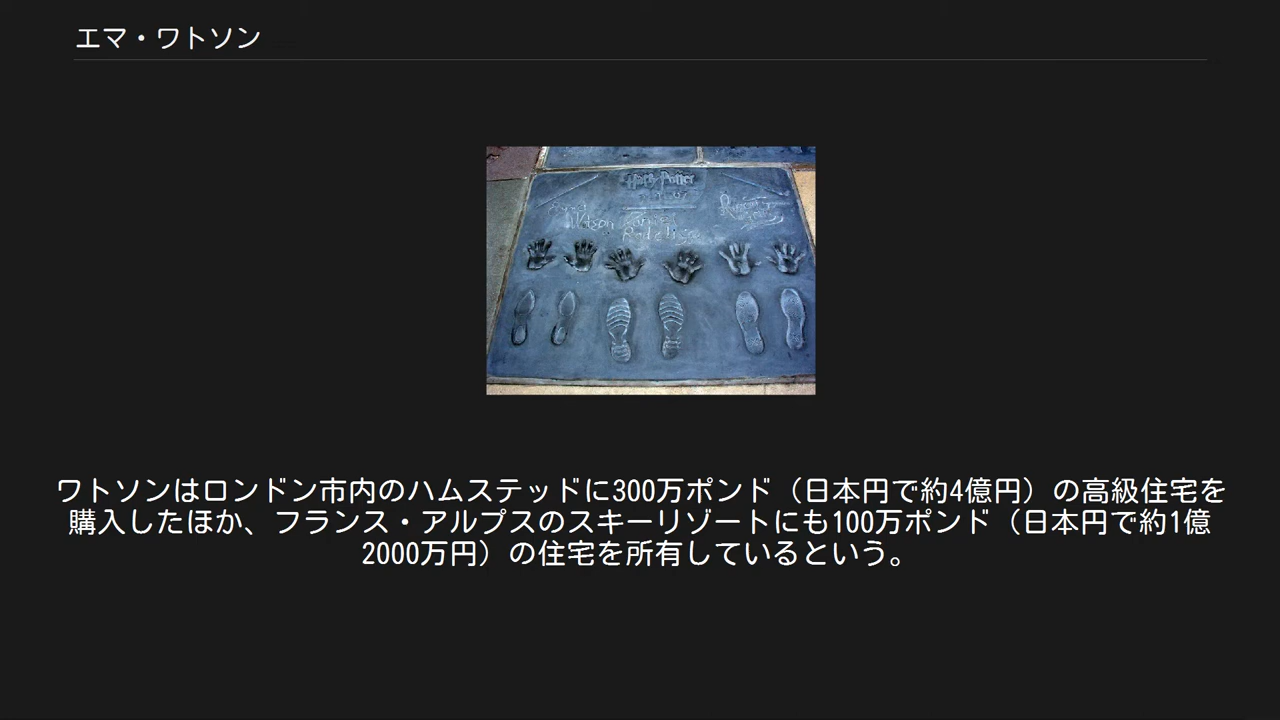 エマ・ワトソン
Harry Potter
Watson Daniel
ワトソンはロンドン市内のハムステッドに300万ポンド（日本円で約4億円）の高級住宅を
購入したほか、フランス・アルプスのスキーリゾートにも100万ポンド（日本円で約1億
2000万円）の住宅を所有しているという。